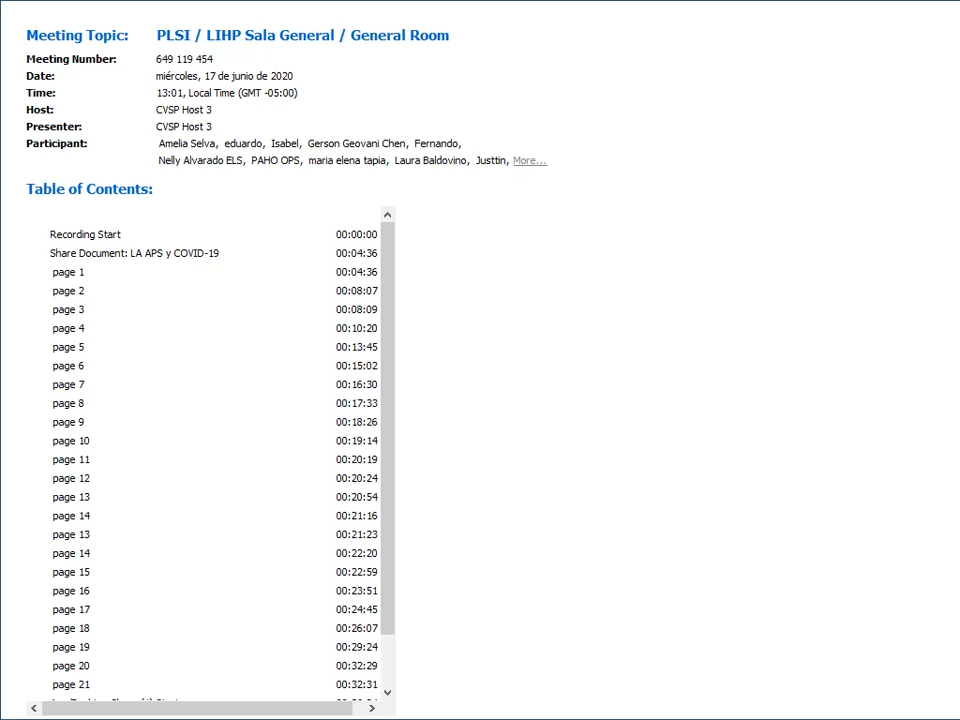 Meeting Topic: PLSI / LIHP Sala General / General Room
Meeting Number: 649 119 454
Date: miércoles, 17 de junio de 2020
Time: 13:01, Local Time (GMT -05:00)
Host: CVSP Host 3
Presenter: CVSP Host 3
Participant: Amelia Selva, eduardo, Isabel, Gerson Geovani Chen, Fernando,
Nelly Alvarado ELS, PAHO OPS, maria elena tapia, Laura Baldovino, Justtin, More...
Table of Contents:
Recording Start 00:00:00
Share Document: LA APS y COVID-19 00:04:36
page 1 00:04:36
page 2 00:08:07
page 3 00:08:09
page 4 00:10:20
page 5 00:13:45
page 6 00:15:02
page 7 00:16:30
page 8 00:17:33
page 9 00:18:26
page 10 00:19:14
page 11 00:20:19
page 12 00:20:24
page 13 00:20:54
page 14 00:21:16
page 13 00:21:23
page 14 00:22:20
page 15 00:22:59
page 16 00:23:51
page 17 00:24:45
page 18 00:26:07
page 19 00:29:24
page 20 00:32:29
page 21 00:32:31